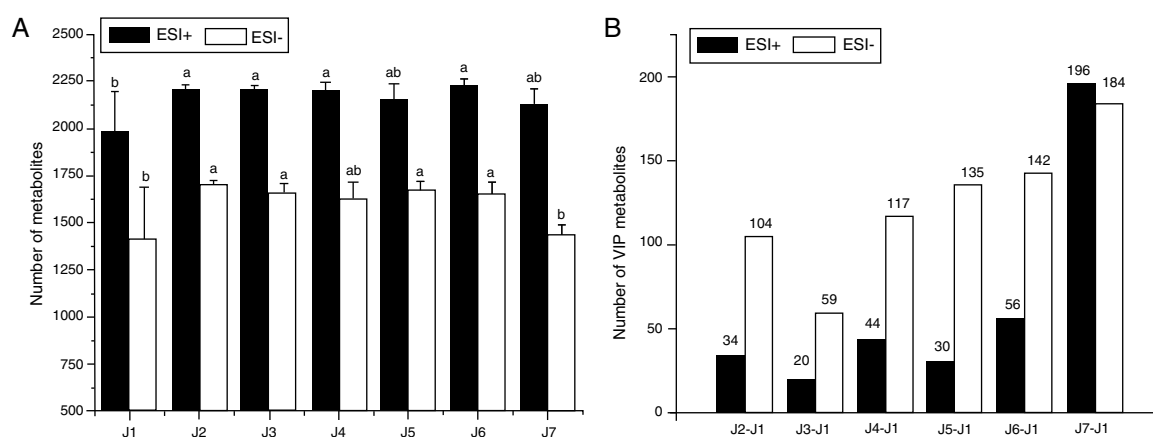 A
ESI+ ESI-
Number of metabolites
2500
2250
2000
1750
1500
1250
1000
750
500
b a a a ab a ab
b a a ab a a b
J1 J2 J3 J4 J5 J6 J7
B
ESI+ ESI-
Number of VIP metabolites
200
150
100
50
0
34 104 20 59 44 117 30 135 56 142 196 184
J2-J1 J3-J1 J4-J1 J5-J1 J6-J1 J7-J1